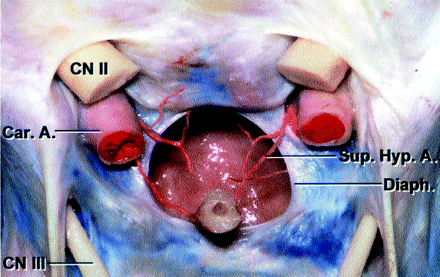 CN II
Car. A.
Sup. Hyp. A.
Diaph.
CN III